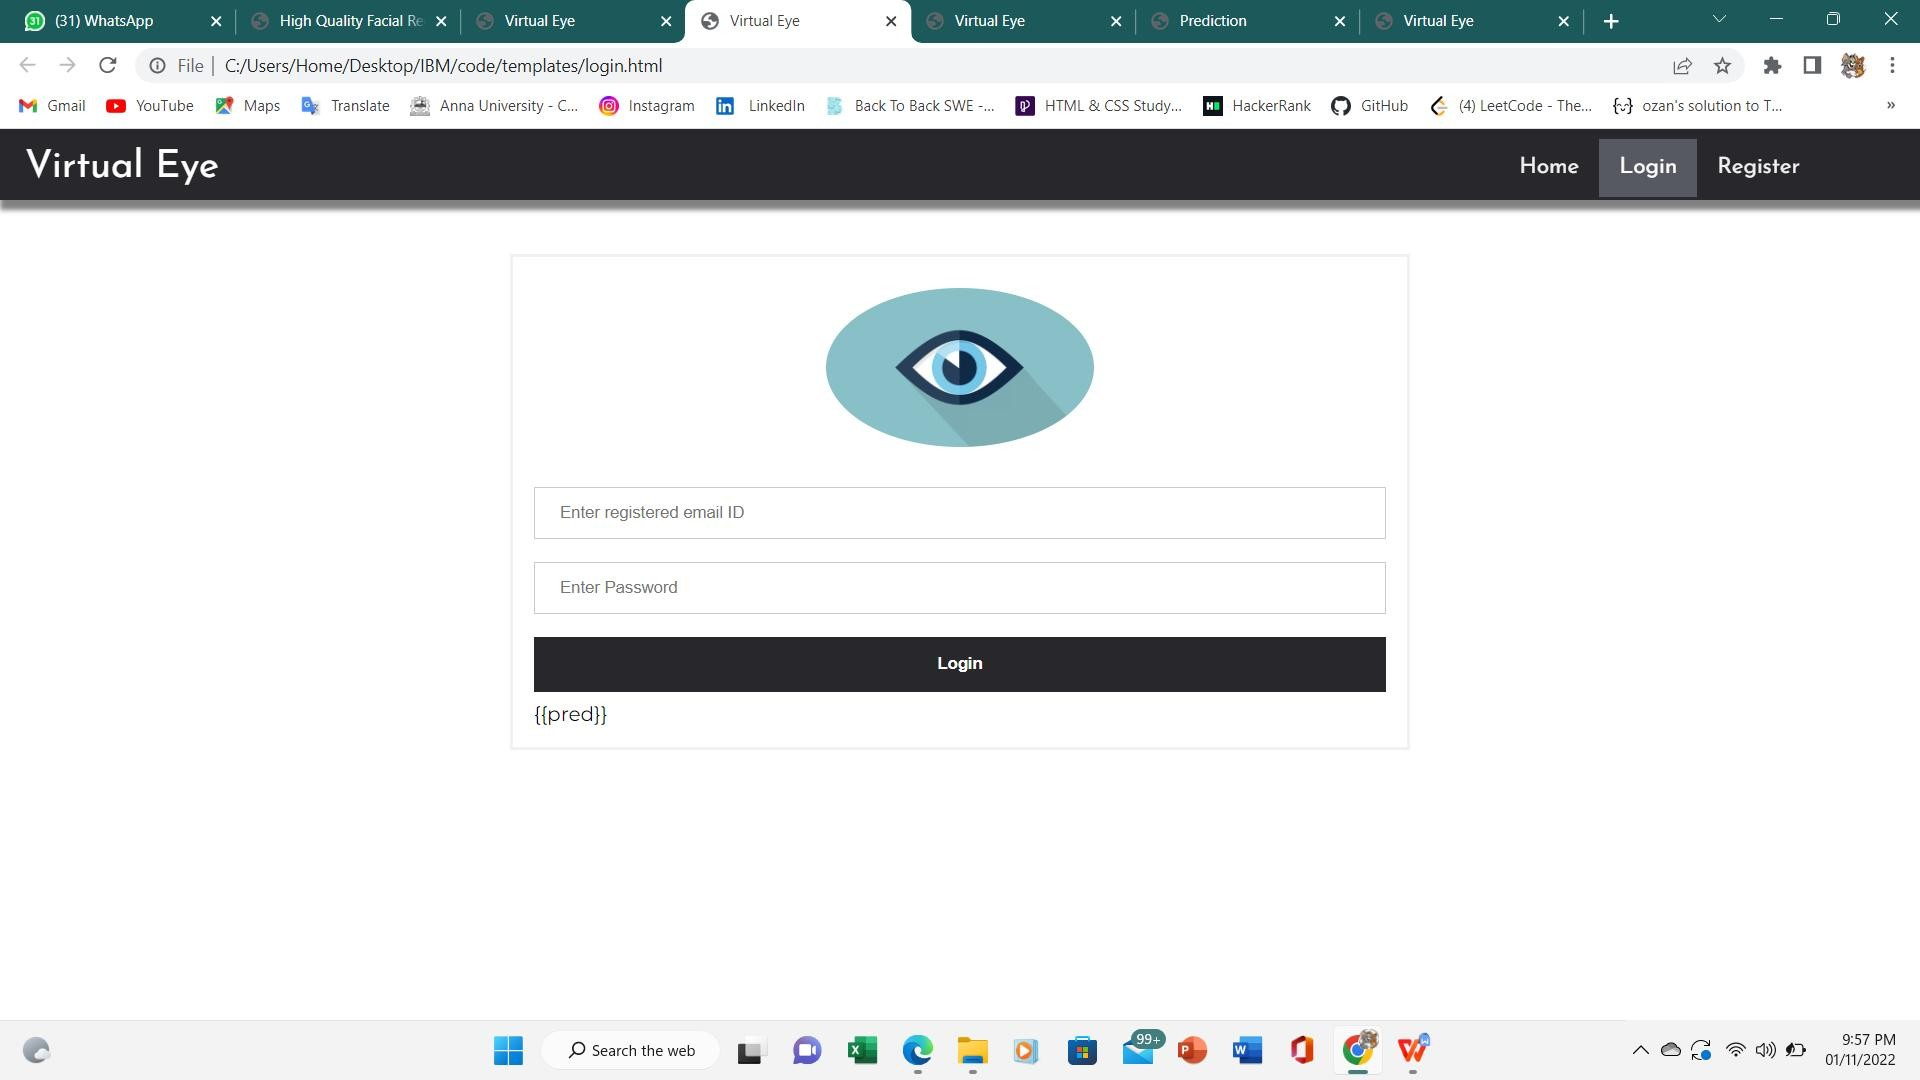 (31) WhatsApp
High Quality Facial Re
Virtual Eye
Virtual Eye
Virtual Eye
Prediction
Virtual Eye
File | C:/Users/Home/Desktop/IBM/code/templates/login.html
Gmail
YouTube
Maps
Translate
Anna University - C...
Instagram
LinkedIn
Back To Back SWE -...
HTML & CSS Study...
HackerRank
GitHub
(4) LeetCode - The...
ozan's solution to T...
»
Virtual Eye
Home
Login
Register
Enter registered email ID
Enter Password
Login
{{pred}}
Search the web
99+
9:57 PM
01/11/2022